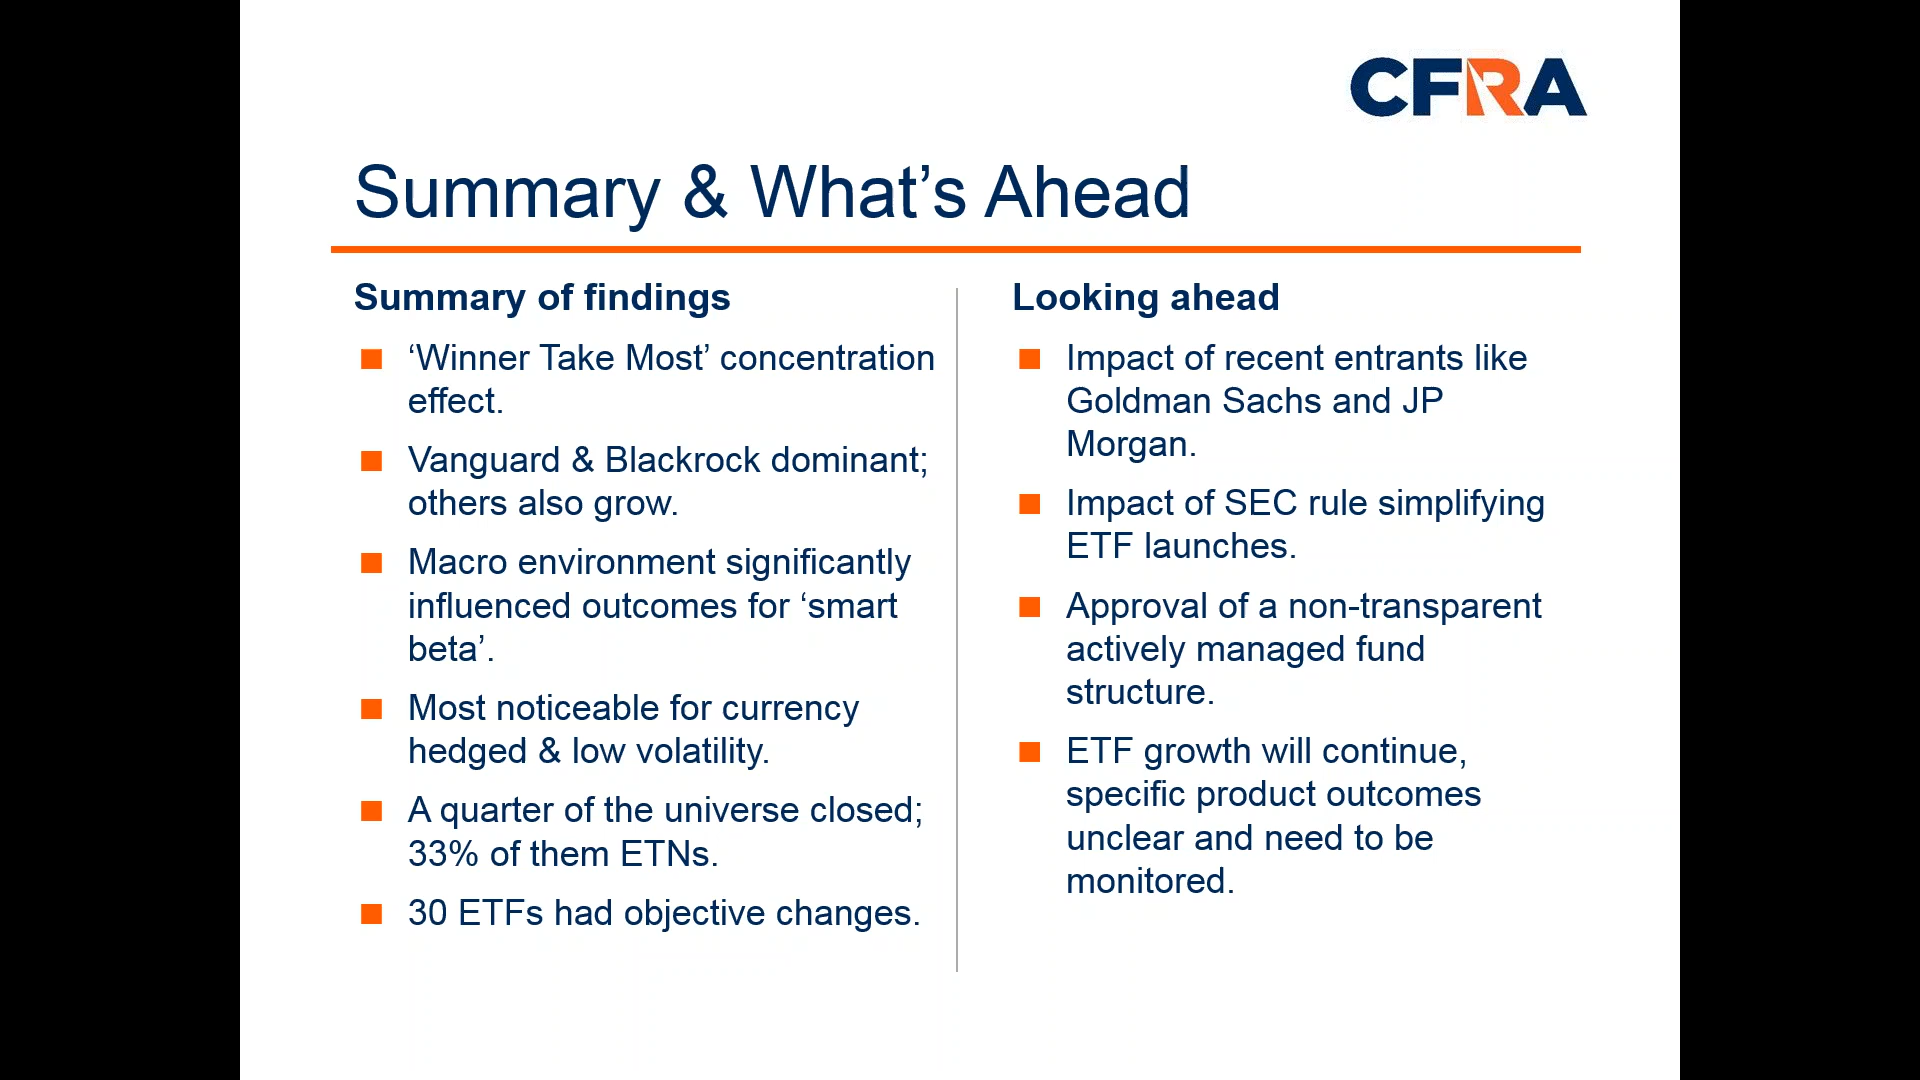 CFRA
Summary & What’s Ahead
Summary of findings
‘Winner Take Most’ concentration
effect.
Vanguard & Blackrock dominant;
others also grow.
Macro environment significantly
influenced outcomes for ‘smart
beta’.
Most noticeable for currency
hedged & low volatility.
A quarter of the universe closed;
33% of them ETNs.
30 ETFs had objective changes.
Looking ahead
Impact of recent entrants like
Goldman Sachs and JP
Morgan.
Impact of SEC rule simplifying
ETF launches.
Approval of a non-transparent
actively managed fund
structure.
ETF growth will continue,
specific product outcomes
unclear and need to be
monitored.